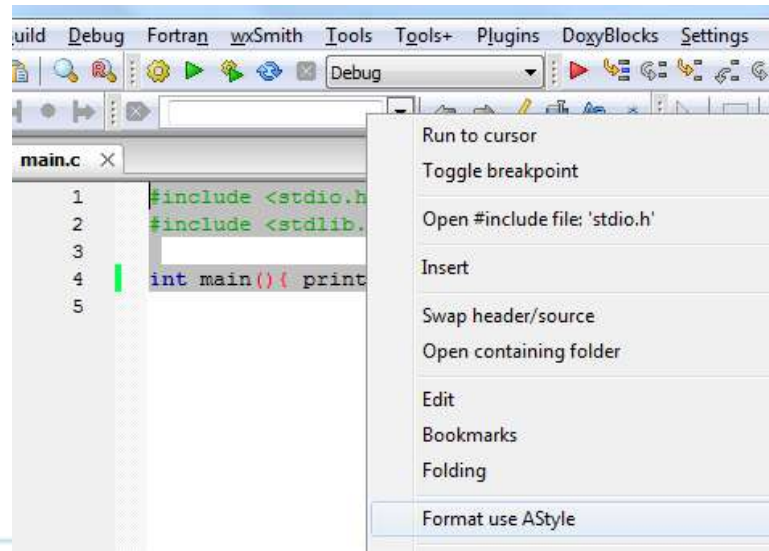 uild Debug Fortran wxSmith Tools Tools+ Plugins DoxyBlocks Settings
Debug
main.c
1 #include <stdio.h
2 #include <stdlib.
3
4 int main(){ print
5
Run to cursor
Toggle breakpoint
Open #include file: 'stdio.h'
Insert
Swap header/source
Open containing folder
Edit
Bookmarks
Folding
Format use AStyle